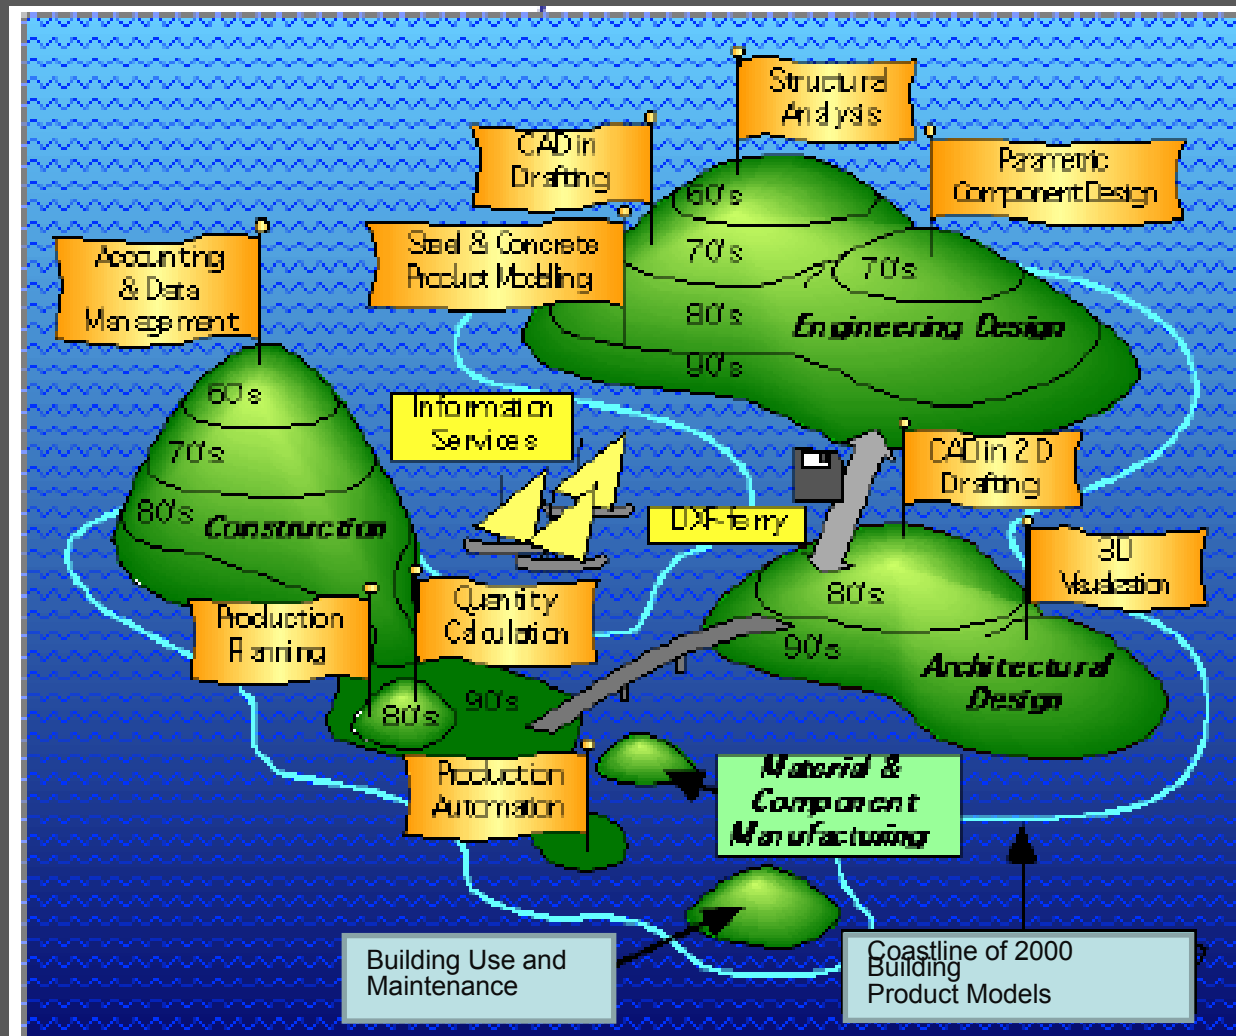 Structural
Analysis
CAD in
Drafting
Parametric
Component Design
Steel & Concrete
Product Modelling
Accounting
& Data
Management
60's
70's
70's
80's
90's
Engineering Design
60's
70's
80's
Construction
Information
Services
CAD in 2D
Drafting
DXF-ferry
3D
Visualization
80's
90's
Architectural
Design
Production
Planning
Quantity
Calculation
80's
90's
Production
Automation
Material &
Component
Manufacturing
Building Use and
Maintenance
Coastline of 2000
Building
Product Models